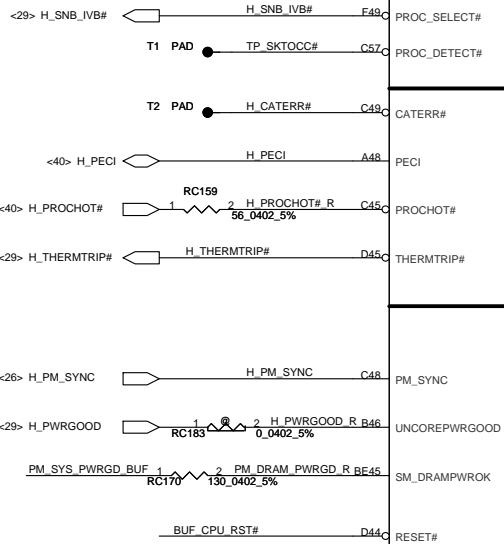 <29> H_SNB_IVB# H_SNB_IVB# F49 PROC_SELECT#
T1 PAD TP_SKTOCC# C57 PROC_DETECT#
T2 PAD H_CATERR# C49 CATERR#
<40> H_PECI H_PECI A48 PECI
RC159
<40> H_PROCHOT# 1 2 H_PROCHOT#_R C45 PROCHOT#
56_0402_5%
<29> H_THERMTRIP# H_THERMTRIP# D45 THERMTRIP#
<26> H_PM_SYNC H_PM_SYNC C48 PM_SYNC
<29> H_PWRGOOD 1 @ 2 H_PWRGOOD_R B46 UNCOREPWRGOOD
RC183 0_0402_5%
PM_SYS_PWRGD_BUF 1 2 PM_DRAM_PWRGD_R BE45 SM_DRAMPWROK
RC170 130_0402_5%
BUF_CPU_RST# D44 RESET#